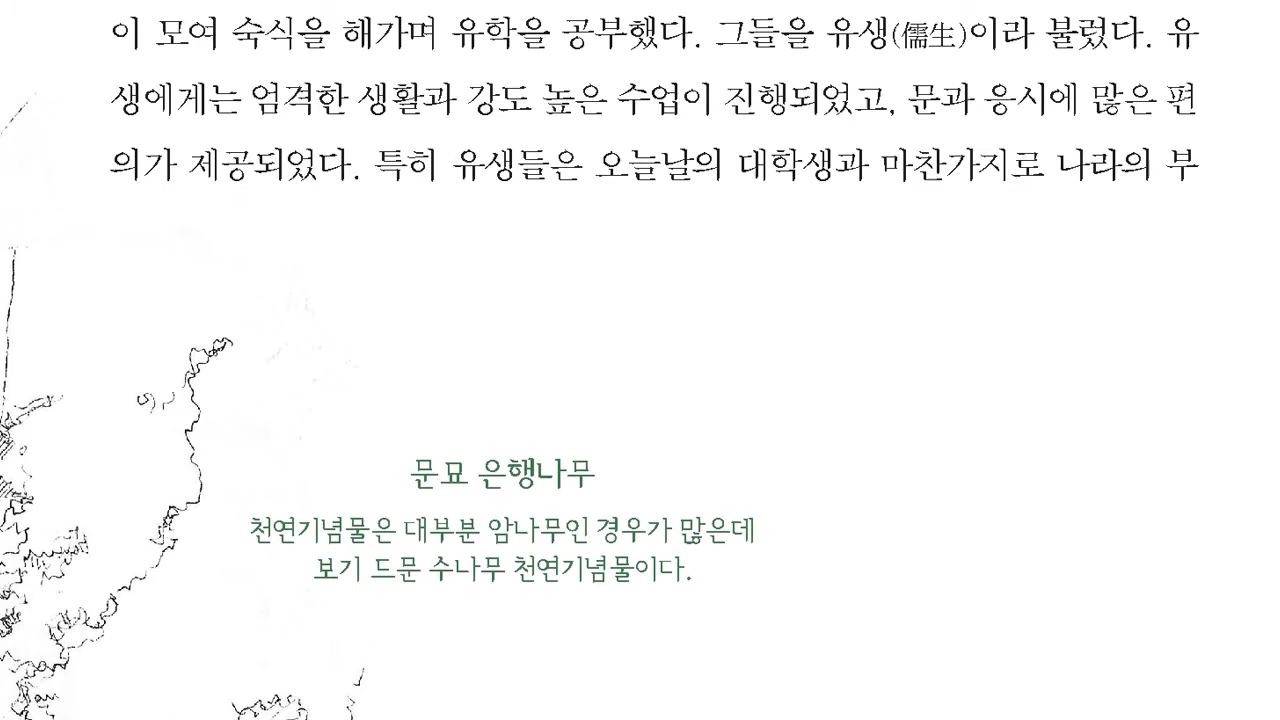 이 모여 숙식을 해가며 유학을 공부했다. 그들을 유생(儒生)이라 불렀다. 유
생에게는 엄격한 생활과 강도 높은 수업이 진행되었고, 문과 응시에 많은 편
의가 제공되었다. 특히 유생들은 오늘날의 대학생과 마찬가지로 나라의 부
문묘 은행나무
천연기념물은 대부분 암나무인 경우가 많은데
보기 드문 수나무 천연기념물이다.